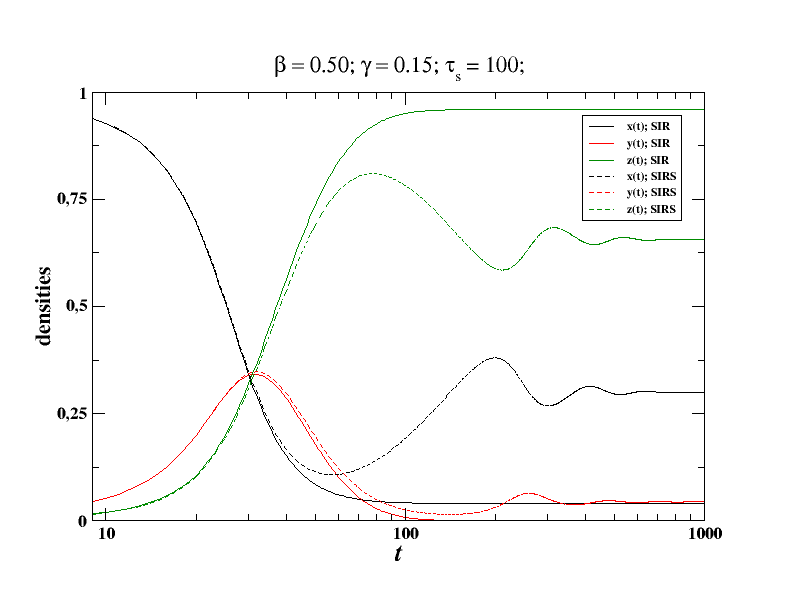 β = 0.50; γ = 0.15; τs = 100;
1
0,75
0,5
0,25
0
densities
x(t); SIR
y(t); SIR
z(t); SIR
x(t); SIRS
y(t); SIRS
z(t); SIRS
10
100
1000
t